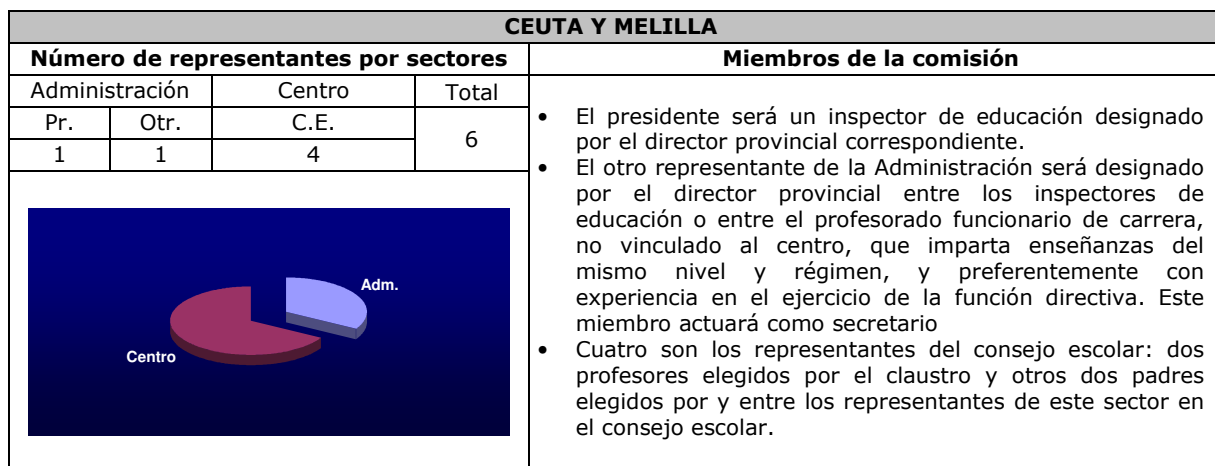 CEUTA Y MELILLA
Número de representantes por sectores
Miembros de la comisión
Administración Centro Total
Pr. Otr. C.E. 6
1 1 4
Adm.
Centro
• El presidente será un inspector de educación designado
por el director provincial correspondiente.
• El otro representante de la Administración será designado
por el director provincial entre los inspectores de
educación o entre el profesorado funcionario de carrera,
no vinculado al centro, que imparta enseñanzas del
mismo nivel y régimen, y preferentemente con
experiencia en el ejercicio de la función directiva. Este
miembro actuará como secretario
• Cuatro son los representantes del consejo escolar: dos
profesores elegidos por el claustro y otros dos padres
elegidos por y entre los representantes de este sector en
el consejo escolar.